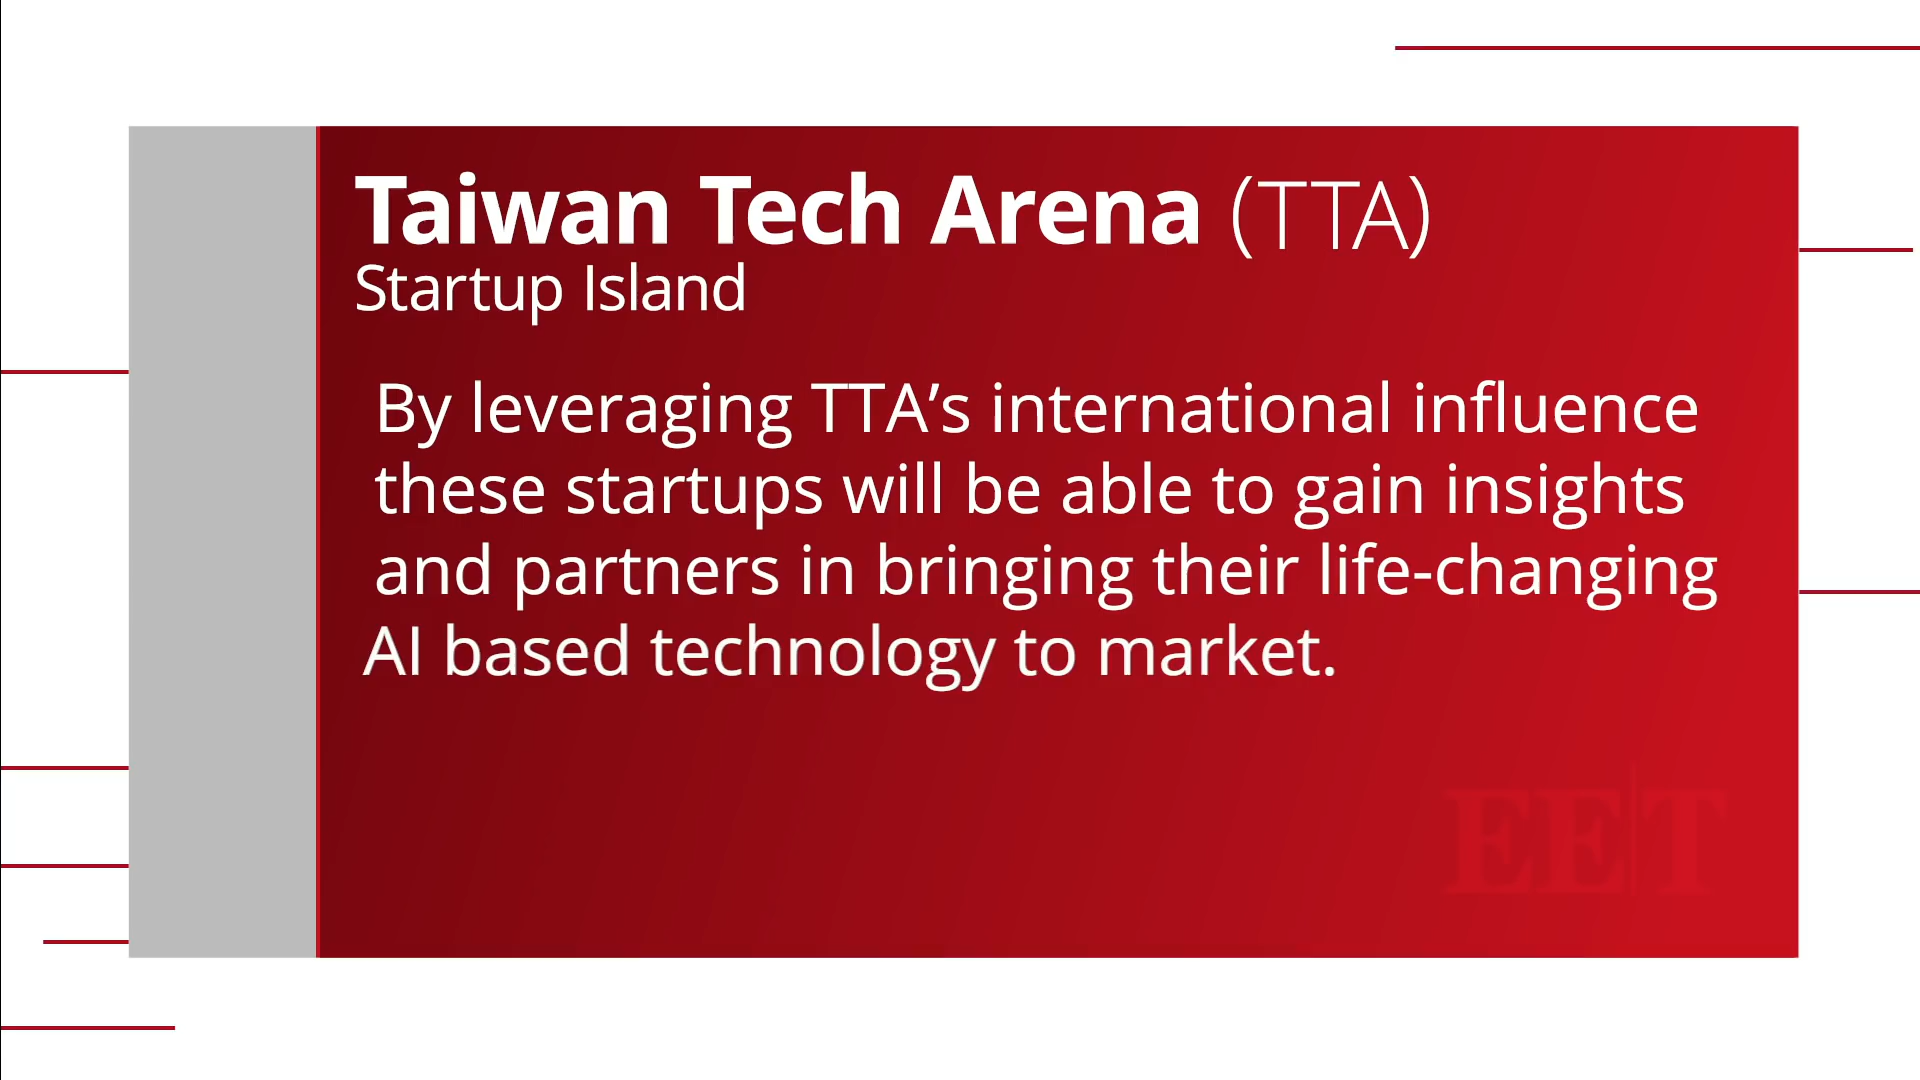 Taiwan Tech Arena (TTA)
Startup Island
By leveraging TTA’s international influence
these startups will be able to gain insights
and partners in bringing their life-changing
AI based technology to market.
EE|T